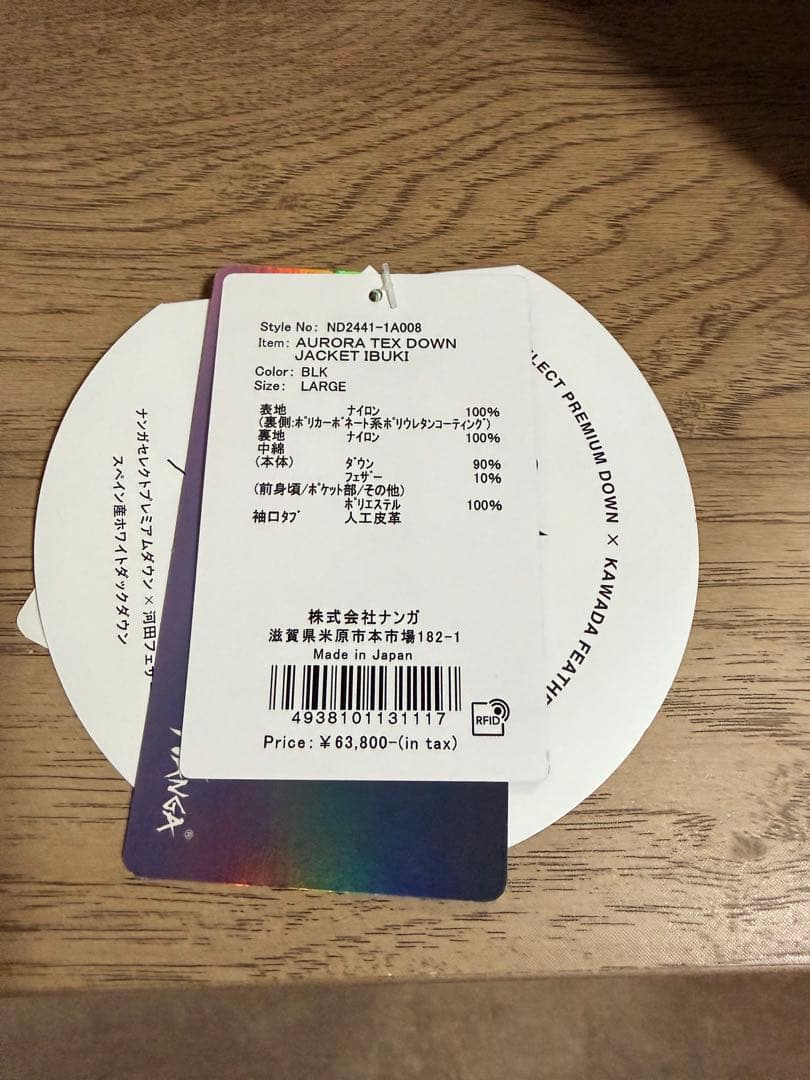 Style No: ND2441-1A008
Item: AURORA TEX DOWN
JACKET IBUKI
Color: BLK
Size: LARGE
表地 ナイロン 100%
(裏側:ポリカーボネート系ポリウレタンコーティング)
裏地 ナイロン 100%
中綿
(本体) ダウン 90%
フェザー 10%
(前身頃/ポケット部/その他)
ポリエステル 100%
袖口タブ 人工皮革
株式会社ナンガ
滋賀県米原市本市場182-1
Made in Japan
4938101131117
RFID
Price: ¥63,800-(in tax)
ナンガセレクトプレミアムダウン × 河田フェザ
スペイン産ホワイトダックダウン
LECT PREMIUM DOWN × KAWADA FEATHE
NANGA®